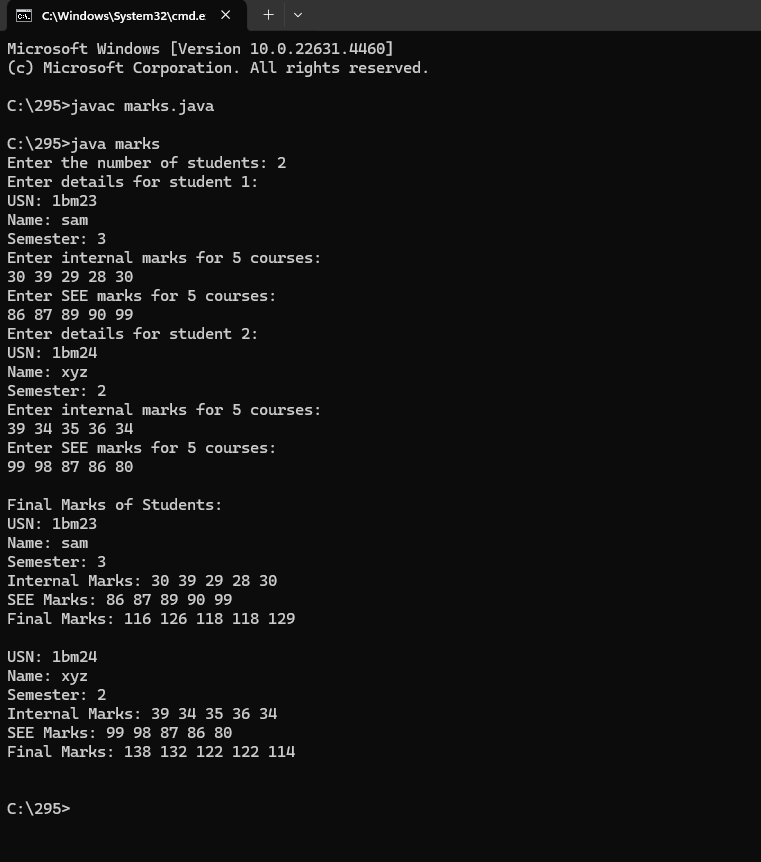 C:\Windows\System32\cmd.e
Microsoft Windows [Version 10.0.22631.4460]
(c) Microsoft Corporation. All rights reserved.
C:\295>javac marks.java
C:\295>java marks
Enter the number of students: 2
Enter details for student 1:
USN: 1bm23
Name: sam
Semester: 3
Enter internal marks for 5 courses:
30 39 29 28 30
Enter SEE marks for 5 courses:
86 87 89 90 99
Enter details for student 2:
USN: 1bm24
Name: xyz
Semester: 2
Enter internal marks for 5 courses:
39 34 35 36 34
Enter SEE marks for 5 courses:
99 98 87 86 80
Final Marks of Students:
USN: 1bm23
Name: sam
Semester: 3
Internal Marks: 30 39 29 28 30
SEE Marks: 86 87 89 90 99
Final Marks: 116 126 118 118 129
USN: 1bm24
Name: xyz
Semester: 2
Internal Marks: 39 34 35 36 34
SEE Marks: 99 98 87 86 80
Final Marks: 138 132 122 122 114
C:\295>